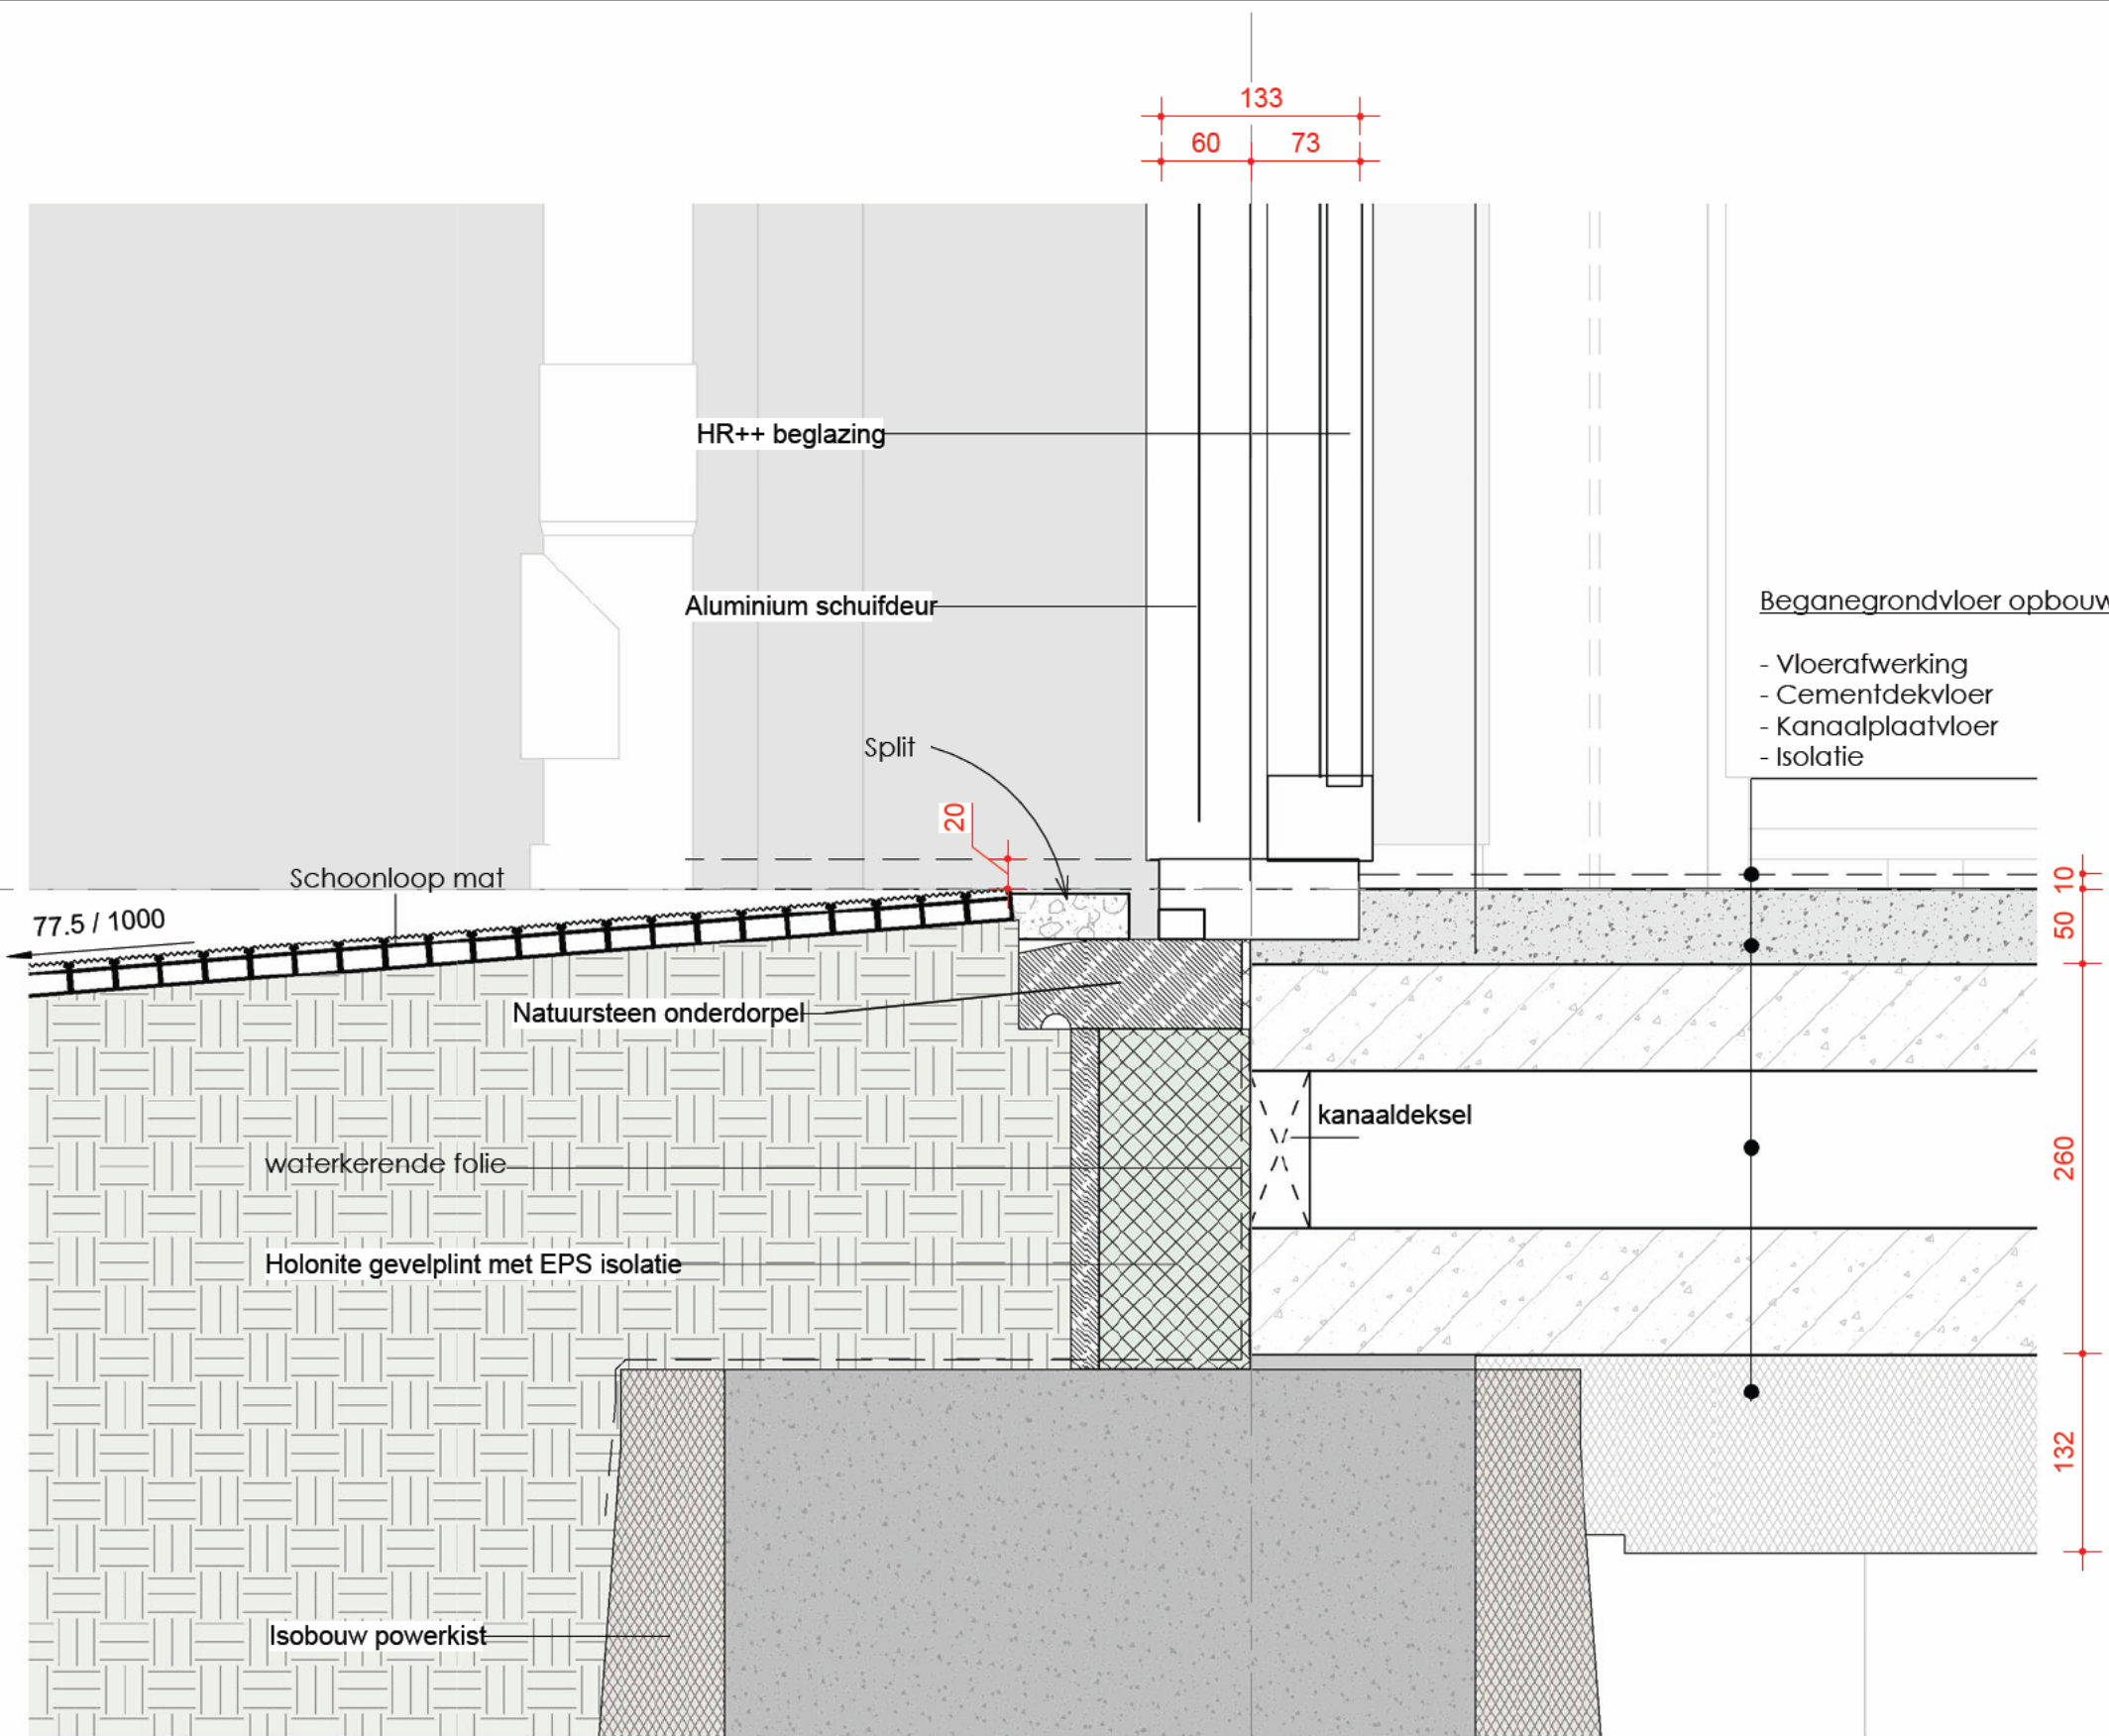 133
60
73
HR++ beglazing
Aluminium schuifdeur
Beganegrondvloer opbouw
- Vloerafwerking
- Cementdekvloer
- Kanaalplaatvloer
- Isolatie
Split
20
Schoonloop mat
77.5 / 1000
10
50
Natuursteen onderdorpel
kanaaldeksel
waterkerende folie
260
Holonite gevelplint met EPS isolatie
132
Isobouw powerkist